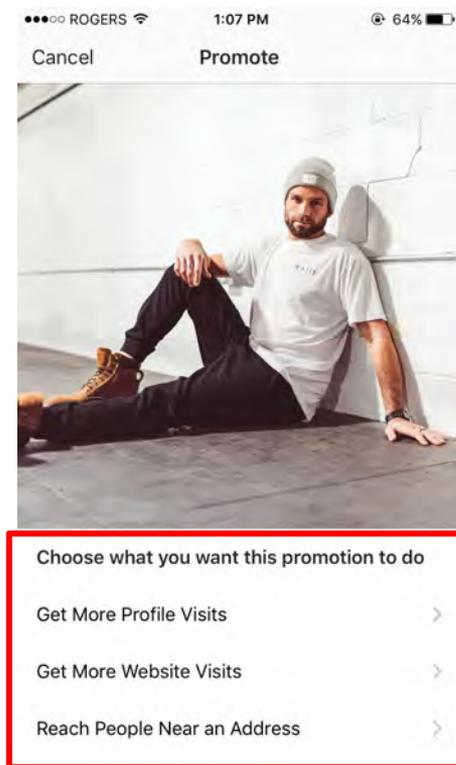 ROGERS 1:07 PM 64%
Cancel Promote
Choose what you want this promotion to do
Get More Profile Visits
Get More Website Visits
Reach People Near an Address